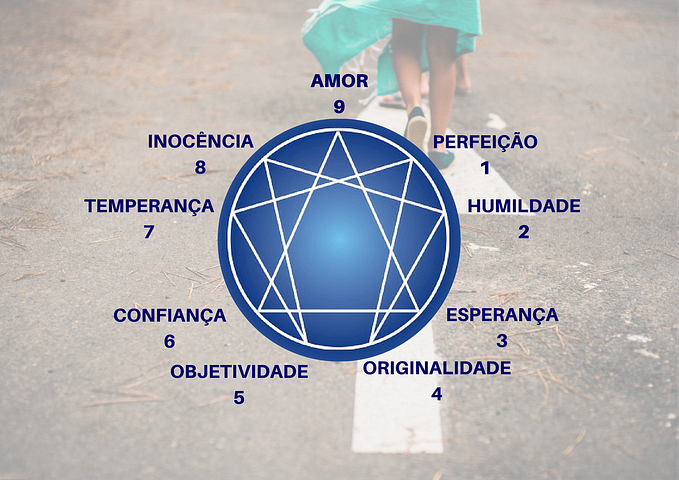 AMOR
9
INOCÊNCIA
8
PERFEIÇÃO
1
TEMPERANÇA
7
HUMILDADE
2
CONFIANÇA
6
ESPERANÇA
3
OBJETIVIDADE
5
ORIGINALIDADE
4